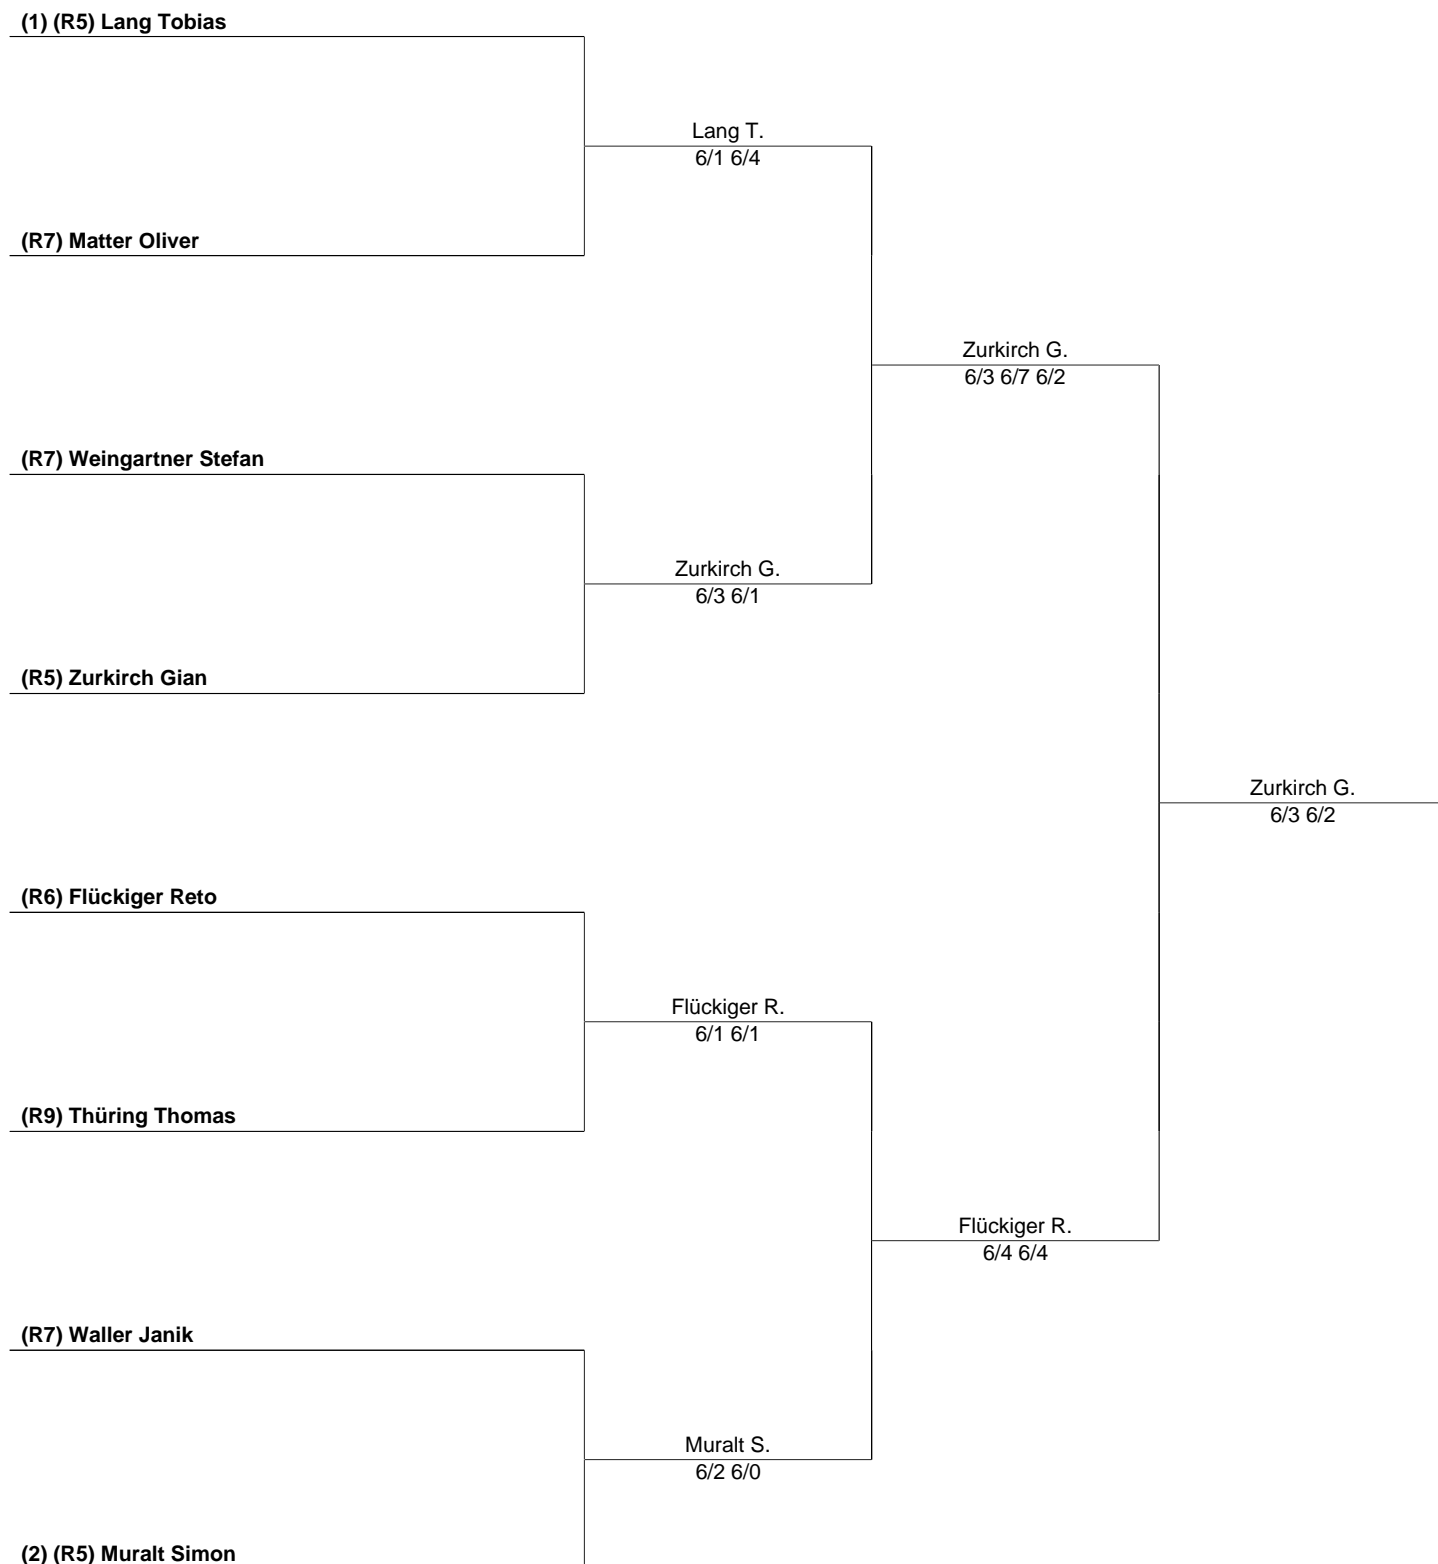 (1) (R5) Lang Tobias
Lang T.
6/1 6/4
(R7) Matter Oliver
Zurkirch G.
6/3 6/7 6/2
(R7) Weingartner Stefan
Zurkirch G.
6/3 6/1
(R5) Zurkirch Gian
Zurkirch G.
6/3 6/2
(R6) Flückiger Reto
Flückiger R.
6/1 6/1
(R9) Thüring Thomas
Flückiger R.
6/4 6/4
(R7) Waller Janik
Muralt S.
6/2 6/0
(2) (R5) Muralt Simon